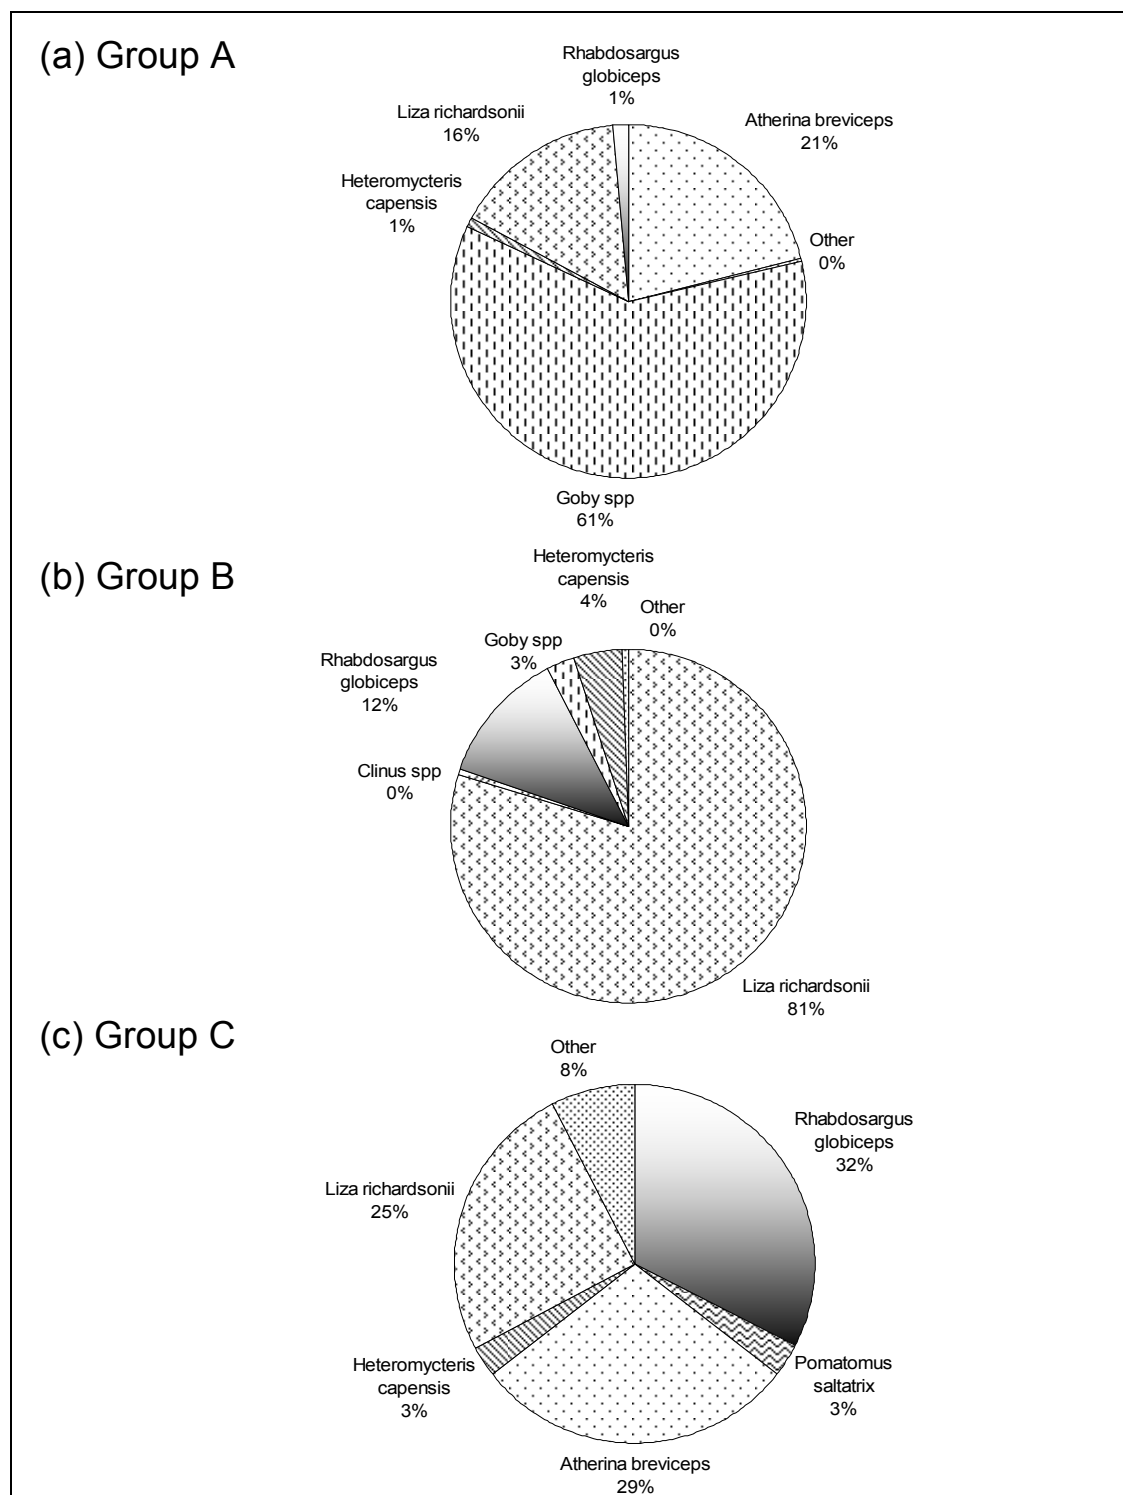 (a) Group A
Rhabdosargus
globiceps
1%
Liza richardsonii
16%
Atherina breviceps
21%
Heteromycteris
capensis
1%
Other
0%
Goby spp
61%
(b) Group B
Heteromycteris
capensis
4%
Other
0%
Goby spp
3%
Rhabdosargus
globiceps
12%
Clinus spp
0%
Liza richardsonii
81%
(c) Group C
Other
8%
Rhabdosargus
globiceps
32%
Liza richardsonii
25%
Heteromycteris
capensis
3%
Pomatomus
saltatrix
3%
Atherina breviceps
29%